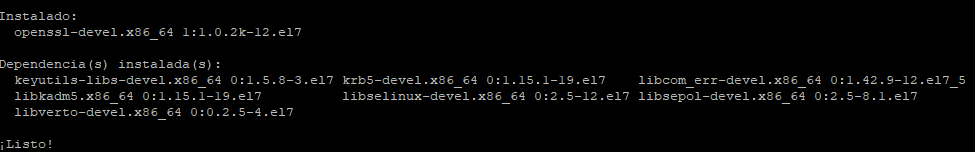 Instalado:
openssl-devel.x86_64 1:1.0.2k-12.el7
Dependencia(s) instalada(s):
keyutils-libs-devel.x86_64 0:1.5.8-3.el7 krb5-devel.x86_64 0:1.15.1-19.el7 libcom_err-devel.x86_64 0:1.42.9-12.el7_5
libkadm5.x86_64 0:1.15.1-19.el7 libselinux-devel.x86_64 0:2.5-12.el7 libsepol-devel.x86_64 0:2.5-8.1.el7
libverto-devel.x86_64 0:0.2.5-4.el7
¡Listo!